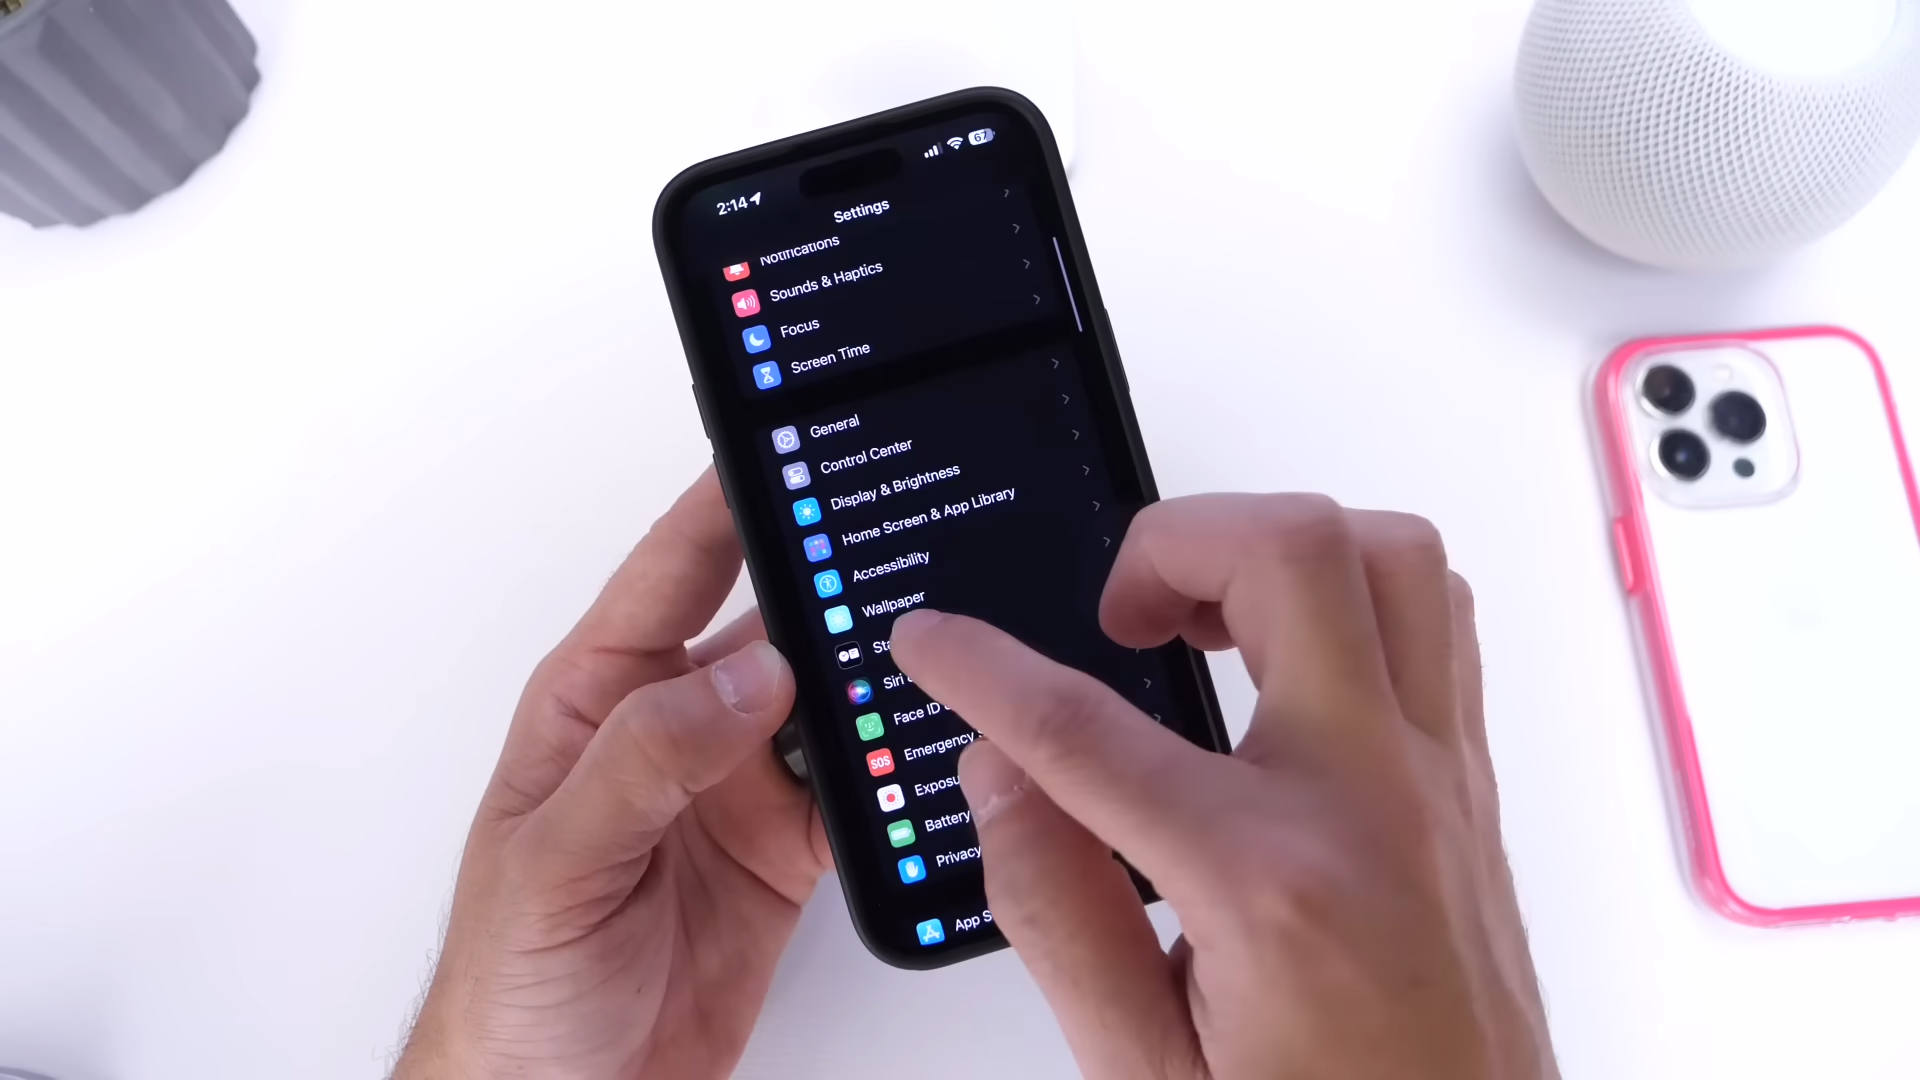 2:14
67
Settings
Notifications
Sounds & Haptics
Focus
Screen Time
General
Control Center
Display & Brightness
Home Screen & App Library
Accessibility
Wallpaper
Siri
Face ID
SOS
Emergency
Battery
Privacy
App